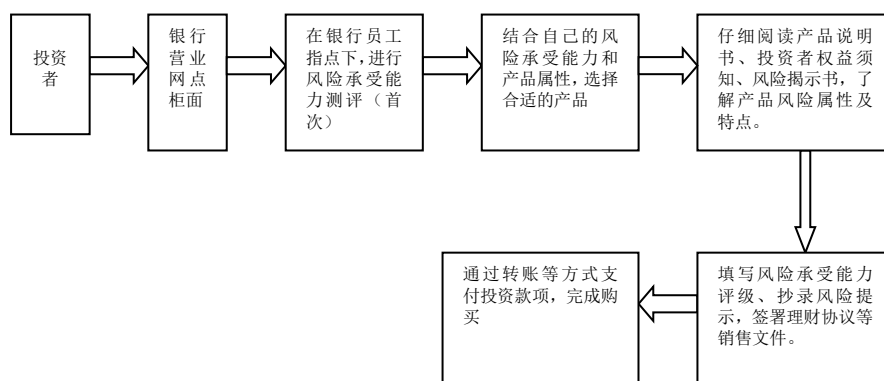 投资
者
银行
营业
网点
柜面
在银行员工
指点下，进行
风险承受能
力测评（首
次）
结合自己的风
险承受能力和
产品属性，选择
合适的产品
仔细阅读产品说明
书、投资者权益须
知、风险揭示书，了
解产品风险属性及
特点。
填写风险承受能力
评级、抄录风险提
示，签署理财协议等
销售文件。
通过转账等方式支
付投资款项，完成购
买